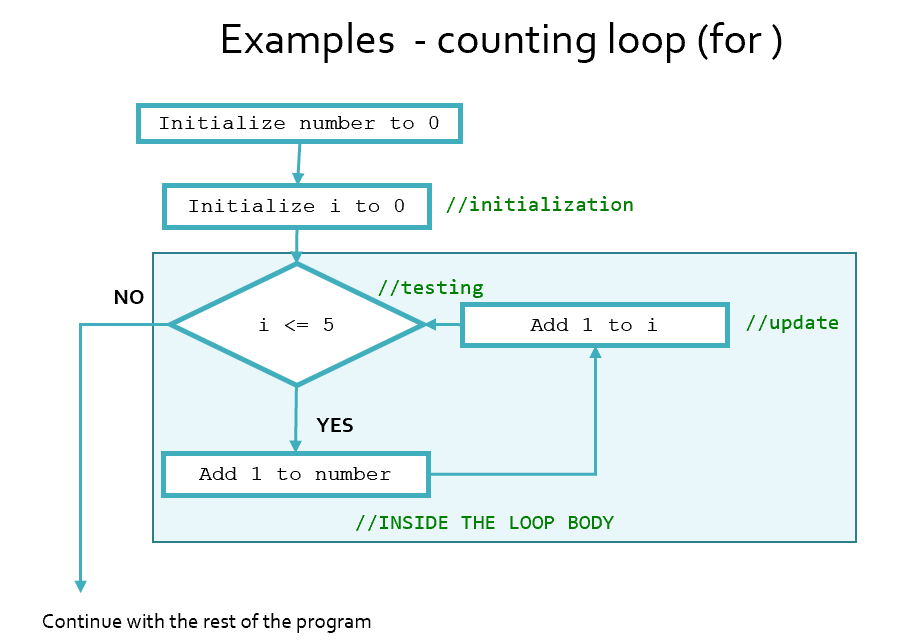 Examples - counting loop (for )
Initialize number to 0
Initialize i to 0
//initialization
//testing
NO
i <= 5
Add 1 to i
//update
YES
Add 1 to number
//INSIDE THE LOOP BODY
Continue with the rest of the program